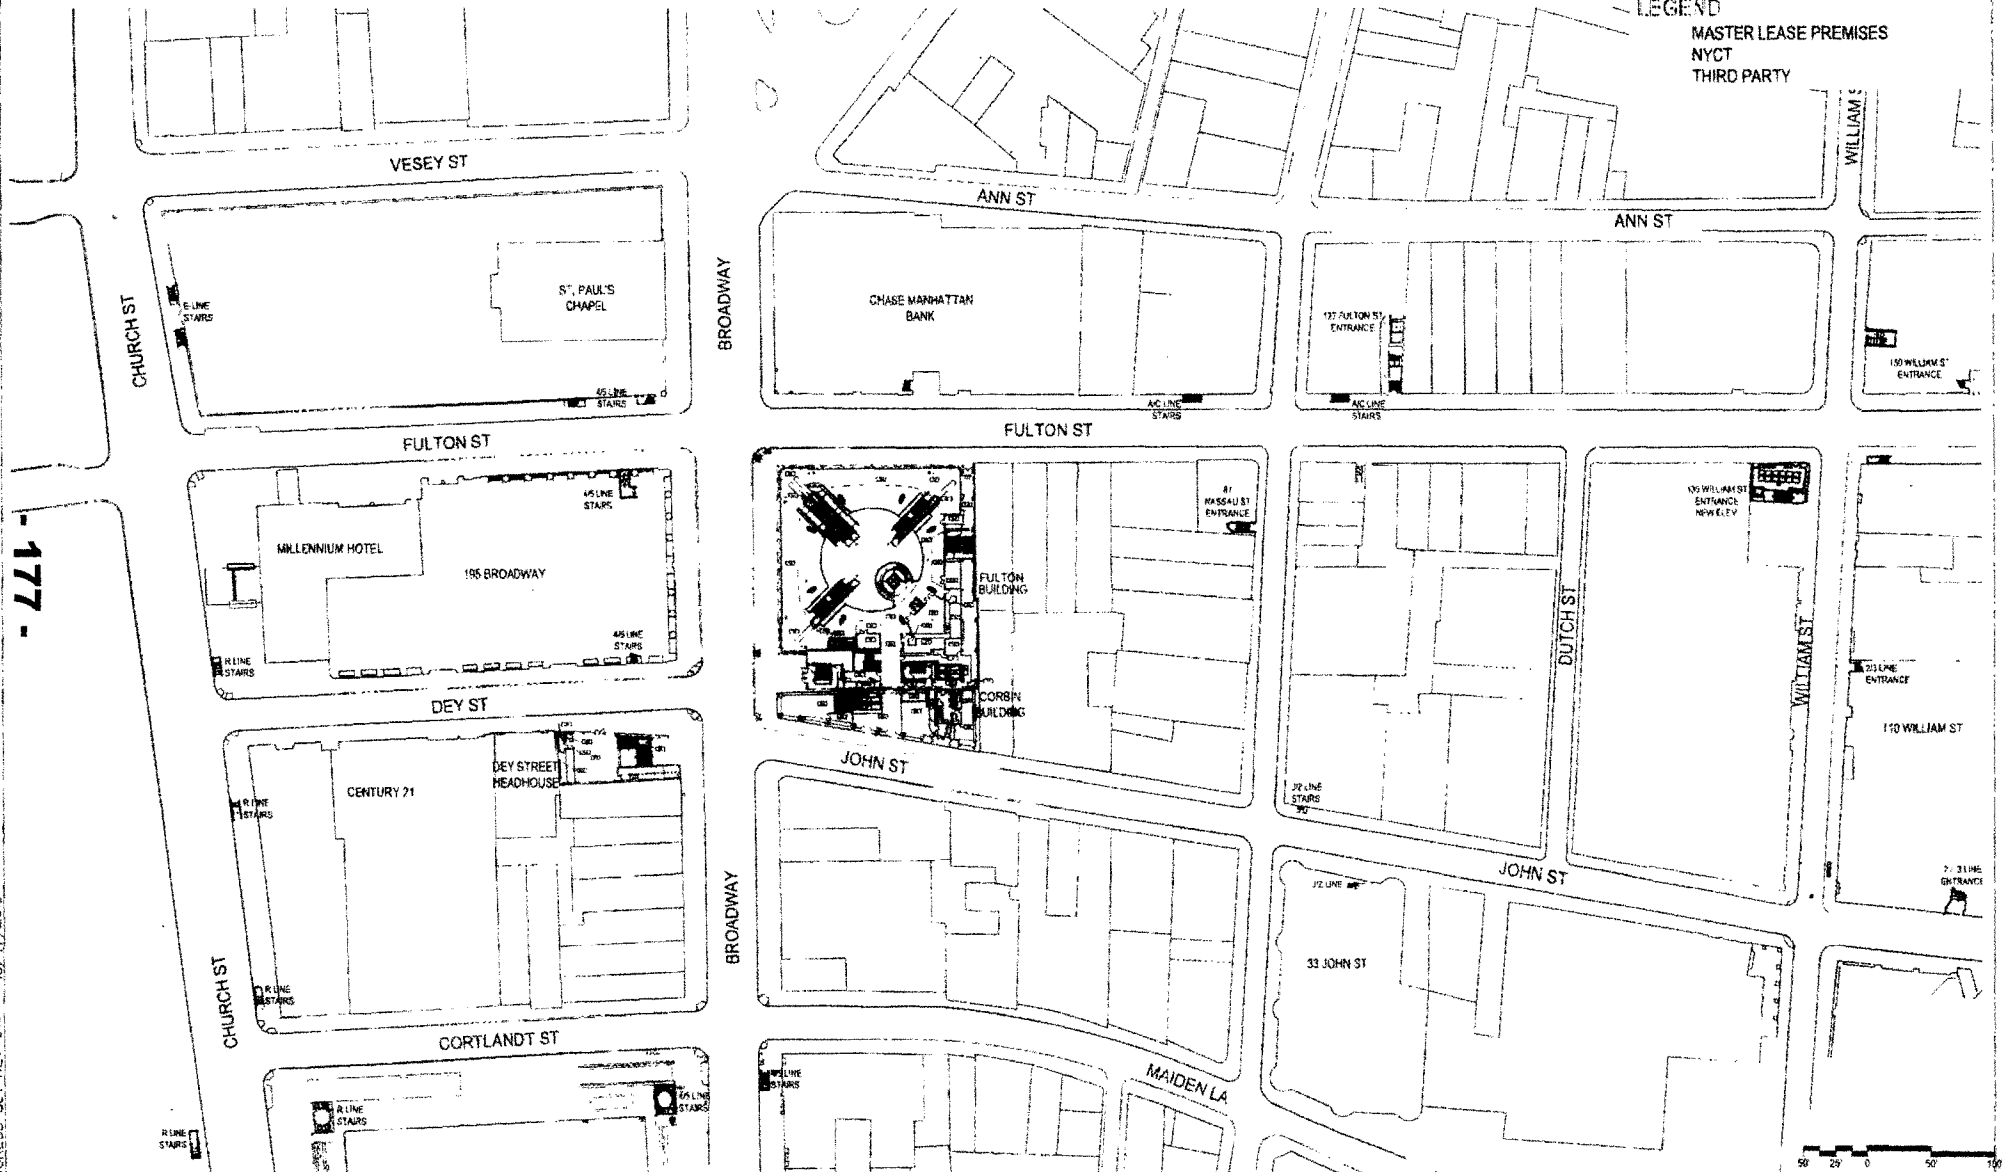 LEGEND
MASTER LEASE PREMISES
NYCT
THIRD PARTY
WILLIAM S
VESEY ST
ANN ST
ANN ST
CHURCH ST
E-LINE
STAIRS
ST. PAUL'S
CHAPEL
BROADWAY
CHASE MANHATTAN
BANK
127 FULTON ST
ENTRANCE
150 WILLIAM ST
ENTRANCE
4/5 LINE
STAIRS
A/C LINE
STAIRS
A/C LINE
STAIRS
FULTON ST
FULTON ST
4/5 LINE
STAIRS
81
NASSAU ST
ENTRANCE
135 WILLIAM ST
ENTRANCE
NEW ELEV
- 177 -
MILLENNIUM HOTEL
195 BROADWAY
FULTON
BUILDING
DUTCH ST
WILLIAM ST
4/5 LINE
STAIRS
R LINE
STAIRS
2/3 LINE
ENTRANCE
DEY ST
CORBIN
BUILDING
110 WILLIAM ST
JOHN ST
DEY STREET
HEADHOUSE
CENTURY 21
R LINE
STAIRS
J/Z LINE
STAIRS
JOHN ST
J/Z LINE
2 / 3 LINE
ENTRANCE
BROADWAY
33 JOHN ST
CHURCH ST
R LINE
STAIRS
CORTLANDT ST
MAIDEN LA
4/5 LINE
STAIRS
4/5 LINE
STAIRS
R LINE
STAIRS
R LINE
STAIRS
50' 25' 0 50' 100'